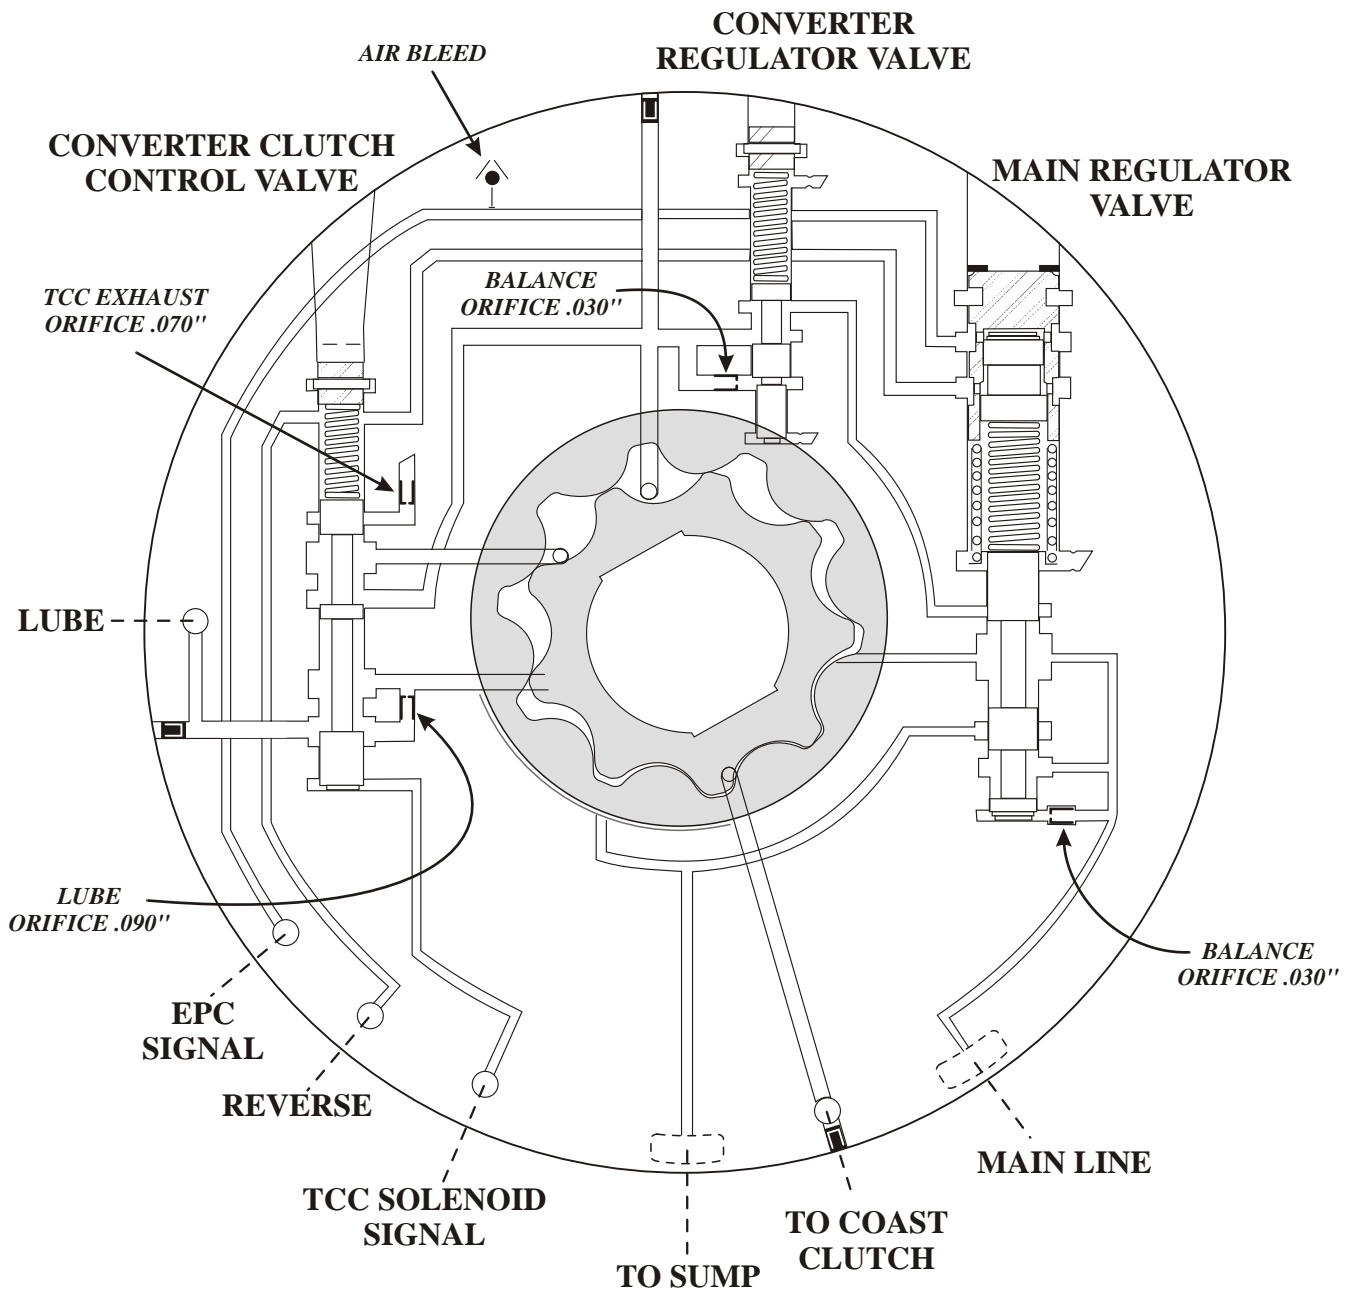 CONVERTER
REGULATOR VALVE
AIR BLEED
CONVERTER CLUTCH
CONTROL VALVE
MAIN REGULATOR
VALVE
TCC EXHAUST
ORIFICE .070"
BALANCE
ORIFICE .030"
LUBE
LUBE
ORIFICE .090"
BALANCE
ORIFICE .030"
EPC
SIGNAL
REVERSE
MAIN LINE
TCC SOLENOID
SIGNAL
TO COAST
CLUTCH
TO SUMP